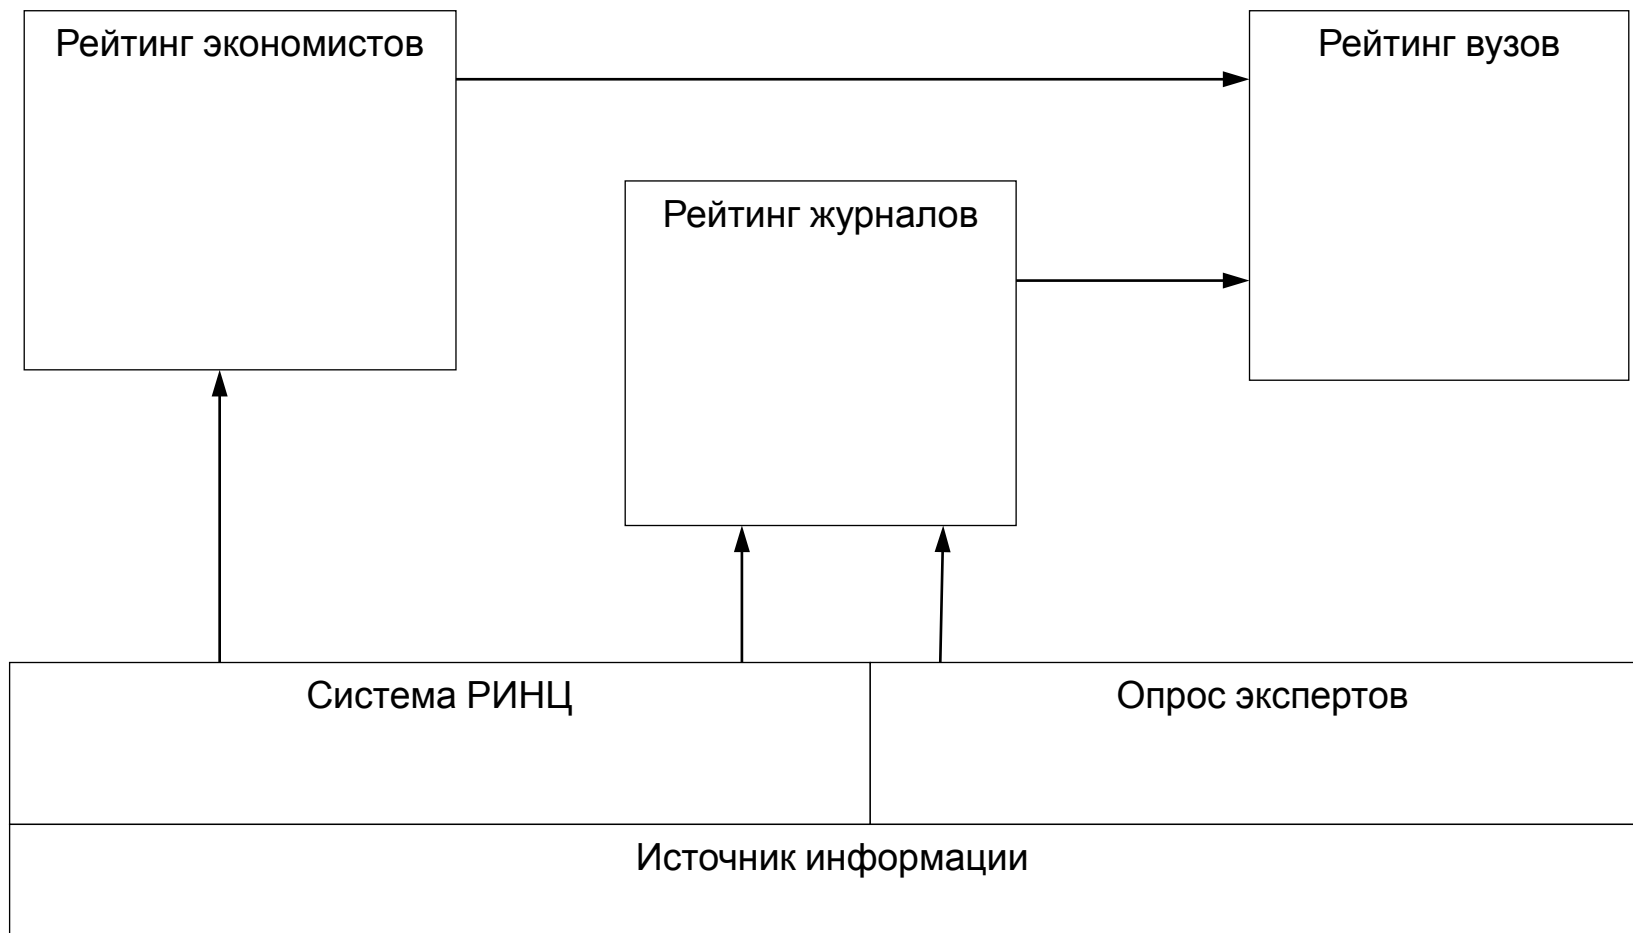 Рейтинг экономистов
Рейтинг вузов
Рейтинг журналов
Система РИНЦ
Опрос экспертов
Источник информации